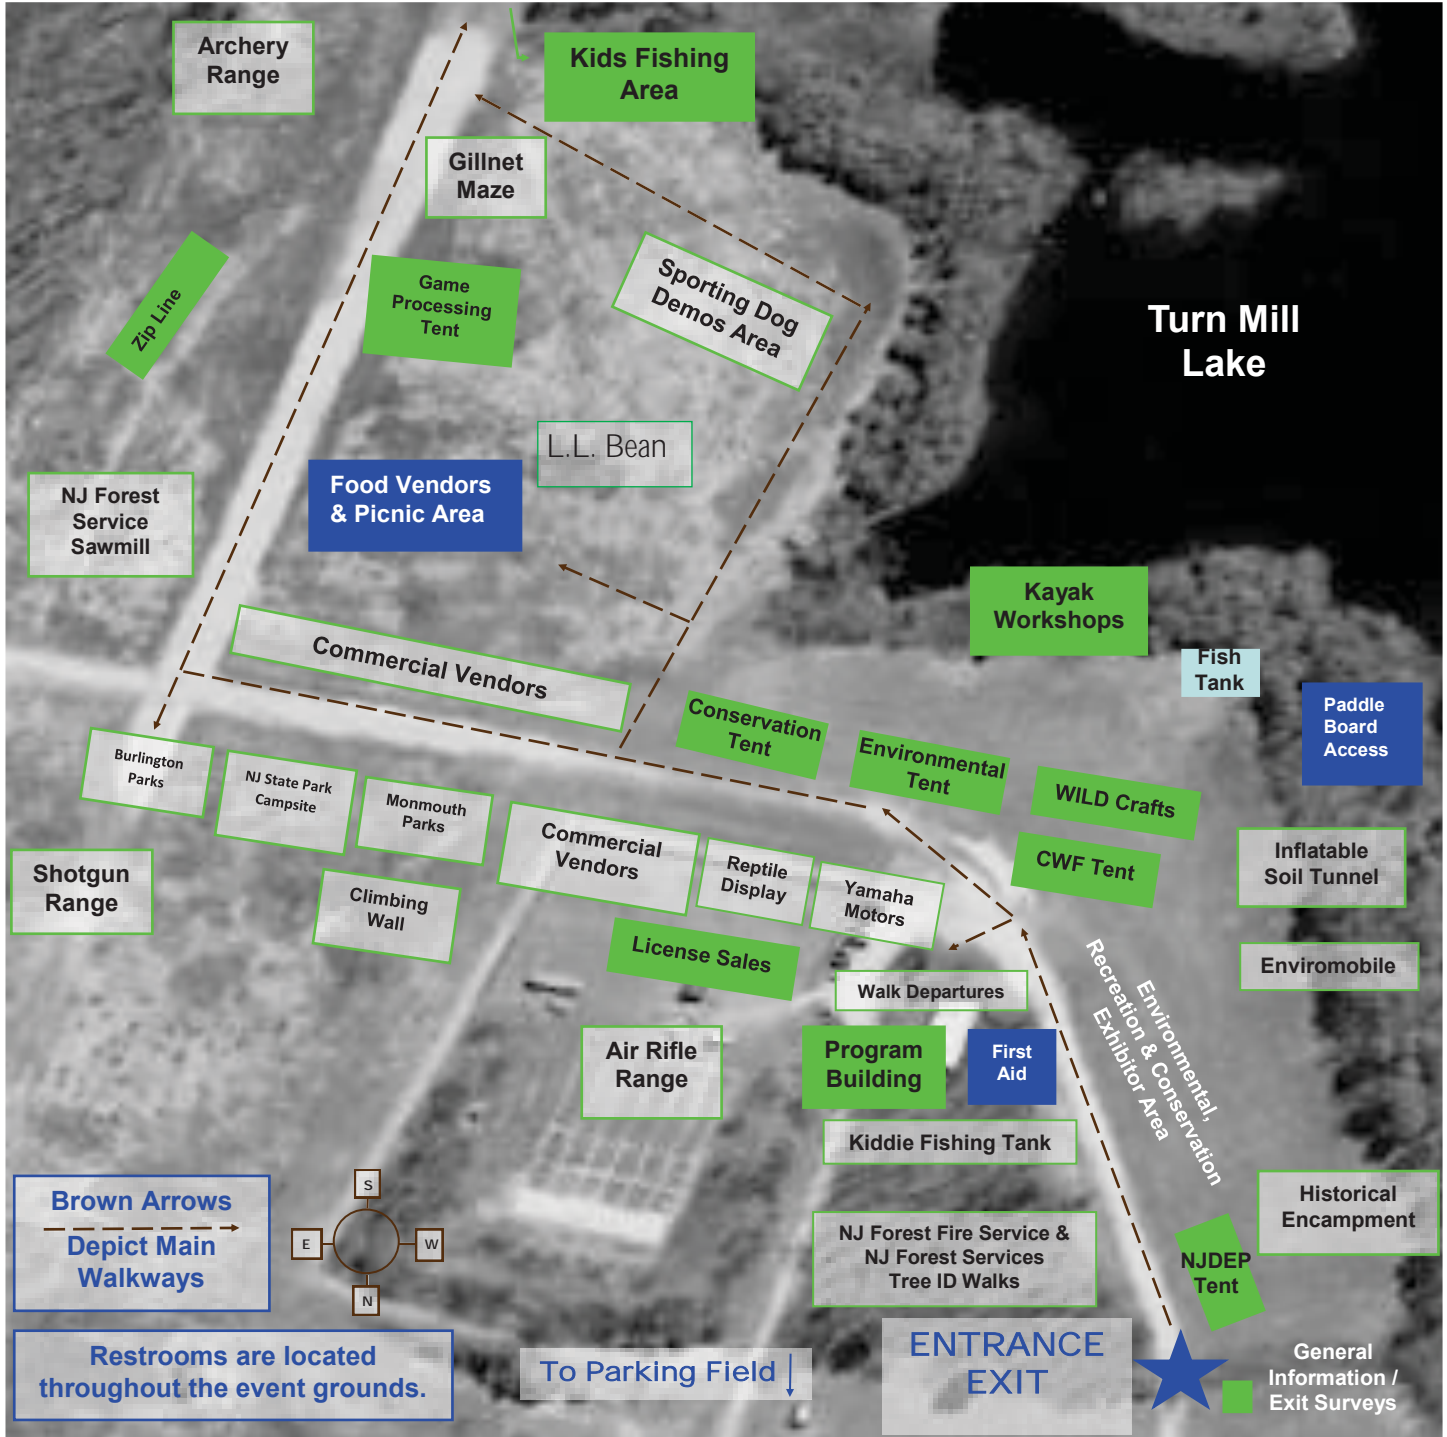 Archery
Range
Kids Fishing
Area
Gillnet
Maze
Zip Line
Game
Processing
Tent
Sporting Dog
Demos Area
Turn Mill
Lake
L.L. Bean
NJ Forest
Service
Sawmill
Food Vendors
& Picnic Area
Kayak
Workshops
Fish
Tank
Paddle
Board
Access
Commercial Vendors
Conservation
Tent
Environmental
Tent
WILD Crafts
CWF Tent
Burlington
Parks
NJ State Park
Campsite
Monmouth
Parks
Commercial
Vendors
Reptile
Display
Yamaha
Motors
Inflatable
Soil Tunnel
Shotgun
Range
Climbing
Wall
License Sales
Enviromobile
Walk Departures
Environmental,
Recreation & Conservation
Exhibitor Area
Air Rifle
Range
Program
Building
First
Aid
Kiddie Fishing Tank
Historical
Encampment
NJ Forest Fire Service &
NJ Forest Services
Tree ID Walks
NJDEP
Tent
Brown Arrows
Depict Main
Walkways
S
E
W
N
Restrooms are located
throughout the event grounds.
To Parking Field
ENTRANCE
EXIT
General
Information /
Exit Surveys